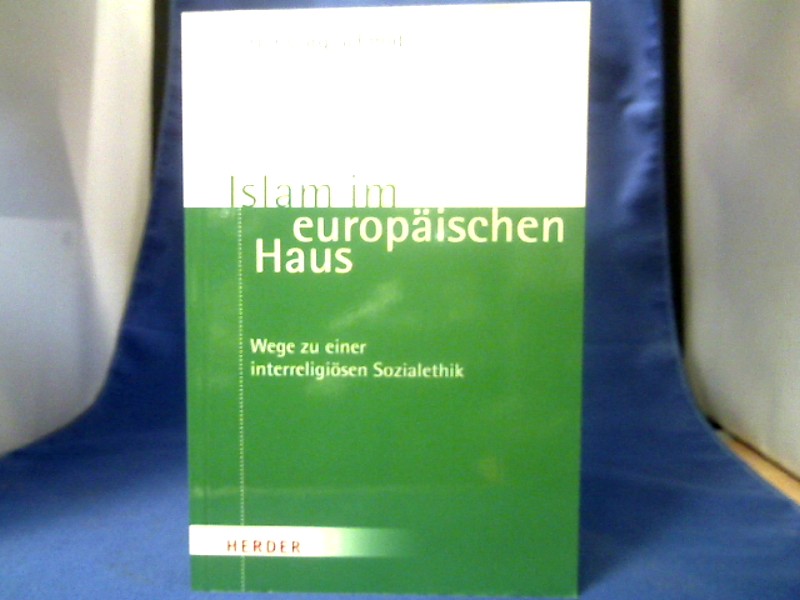 Islam im
europäischen
Haus
Wege zu einer
interreligiösen Sozialethik
HERDER